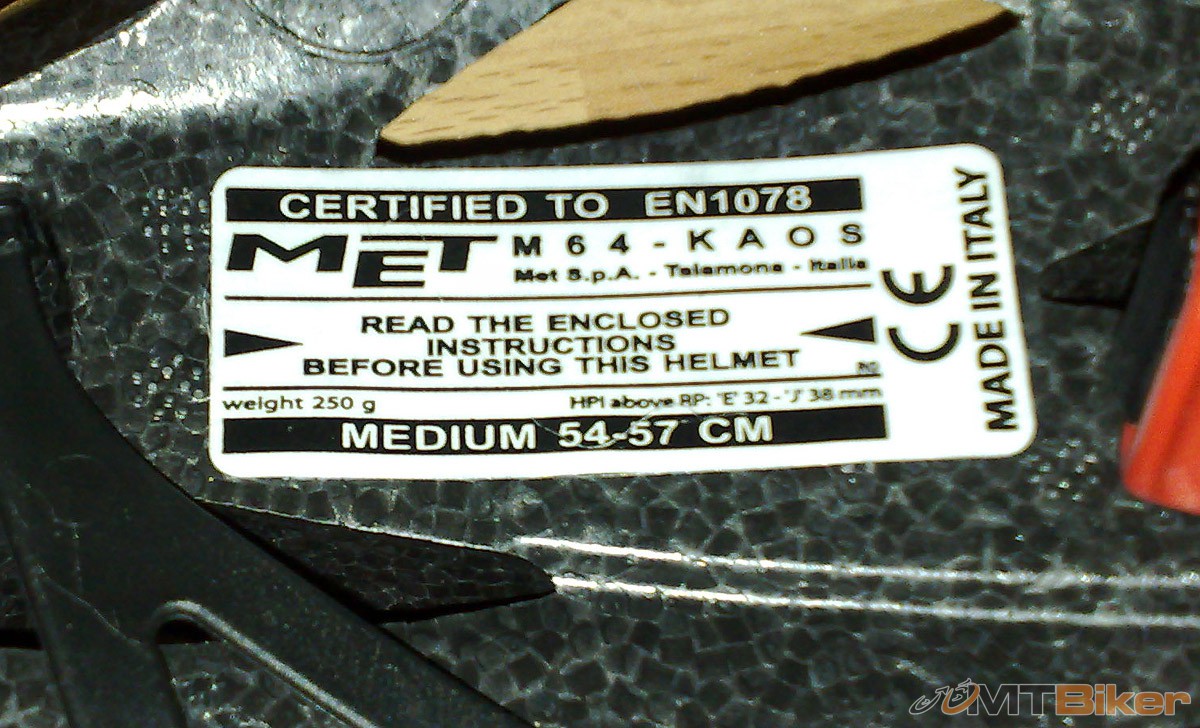 CERTIFIED TO EN1078
MET
M64-KAOS
Met S.p.A. - Talamona - Italia
READ THE ENCLOSED
INSTRUCTIONS
BEFORE USING THIS HELMET
weight 250 g
HPI above RP: 'E' 32 - 'J' 38 mm
MEDIUM 54-57 CM
CE
MADE IN ITALY
MTBiker